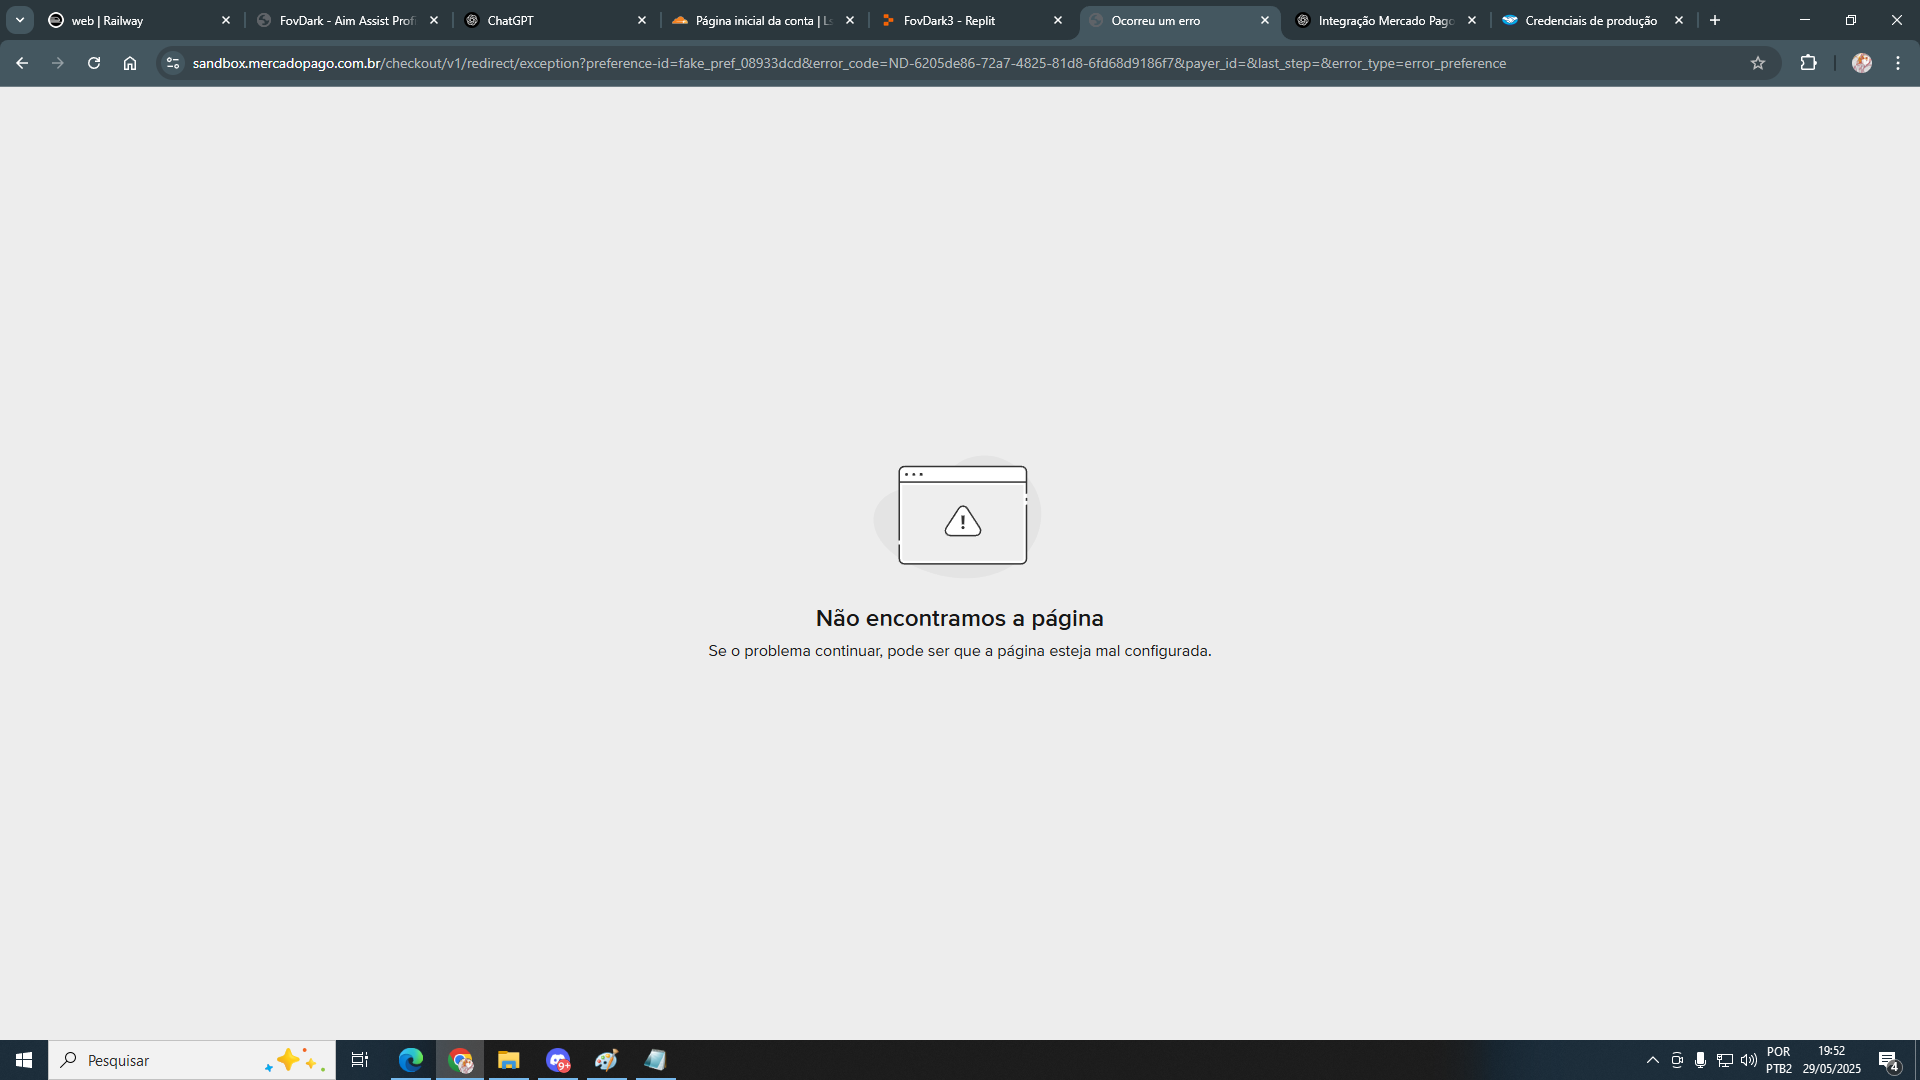 web | Railway
FovDark - Aim Assist Profi
ChatGPT
Página inicial da conta | Ls
FovDark3 - Replit
Ocorreu um erro
Integração Mercado Pago
Credenciais de produção
sandbox.mercadopago.com.br/checkout/v1/redirect/exception?preference-id=fake_pref_08933dcd&error_code=ND-6205de86-72a7-4825-81d8-6fd68d9186f7&payer_id=&last_step=&error_type=error_preference
Não encontramos a página
Se o problema continuar, pode ser que a página esteja mal configurada.
Pesquisar
9+
POR
PTB2
19:52
29/05/2025
4